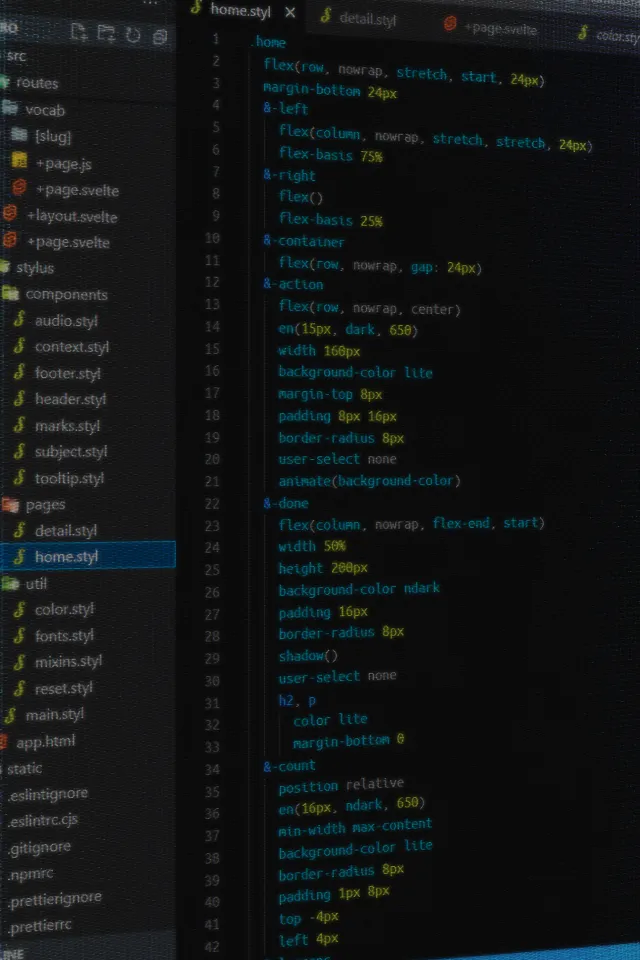 home.styl
detail.styl
+page.svelte
src
routes
vocab
[slug]
+page.js
+page.svelte
+layout.svelte
+page.svelte
stylus
components
audio.styl
context.styl
footer.styl
header.styl
marks.styl
subject.styl
tooltip.styl
pages
detail.styl
home.styl
util
color.styl
fonts.styl
mixins.styl
reset.styl
main.styl
app.html
static
.eslintignore
.eslintrc.cjs
.gitignore
.npmrc
.prettierignore
.prettierrc
1 .home
2 flex(row, nowrap, stretch, start, 24px)
3 margin-bottom 24px
4 &-left
5 flex(column, nowrap, stretch, stretch, 24px)
6 flex-basis 75%
7 &-right
8 flex()
9 flex-basis 25%
10 &-container
11 flex(row, nowrap, gap: 24px)
12 &-action
13 flex(row, nowrap, center)
14 en(15px, dark, 650)
15 width 160px
16 background-color lite
17 margin-top 8px
18 padding 8px 16px
19 border-radius 8px
20 user-select none
21 animate(background-color)
22 &-done
23 flex(column, nowrap, flex-end, start)
24 width 50%
25 height 200px
26 background-color ndark
27 padding 16px
28 border-radius 8px
29 shadow()
30 user-select none
31 h2, p
32 color lite
33 margin-bottom 0
34 &-count
35 position relative
36 en(16px, ndark, 650)
37 min-width max-content
38 background-color lite
39 border-radius 8px
40 padding 1px 8px
41 top -4px
42 left 4px